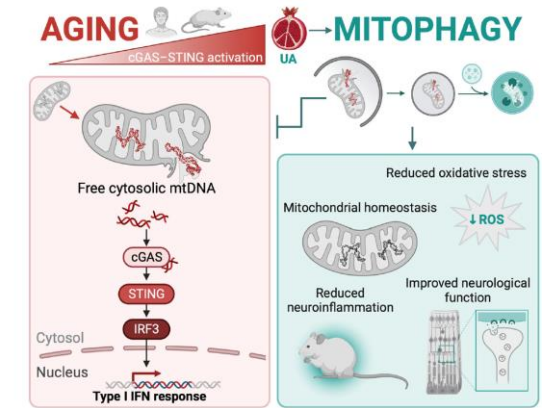 AGING
cGAS–STING activation
UA
MITOPHAGY
Free cytosolic mtDNA
cGAS
STING
IRF3
Cytosol
Nucleus
Type I IFN response
Reduced oxidative stress
↓ROS
Mitochondrial homeostasis
Reduced
neuroinflammation
Improved neurological
function